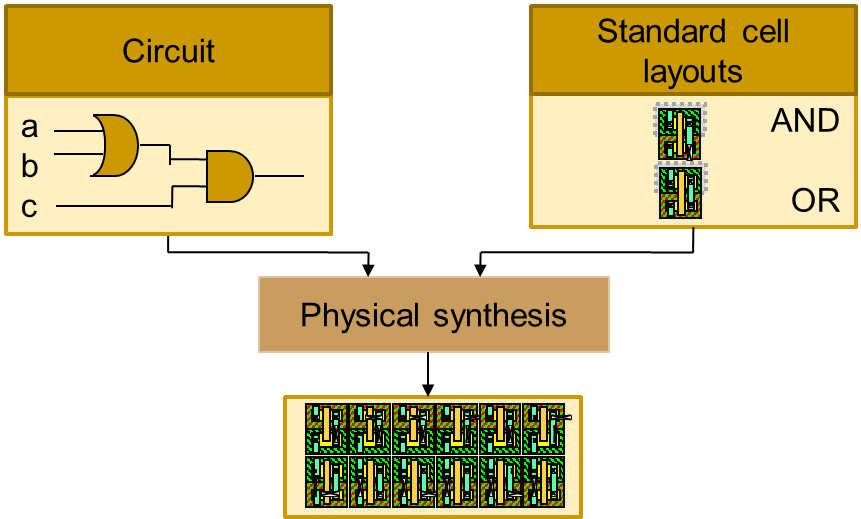 Circuit
a
b
c
Standard cell
layouts
AND
OR
Physical synthesis